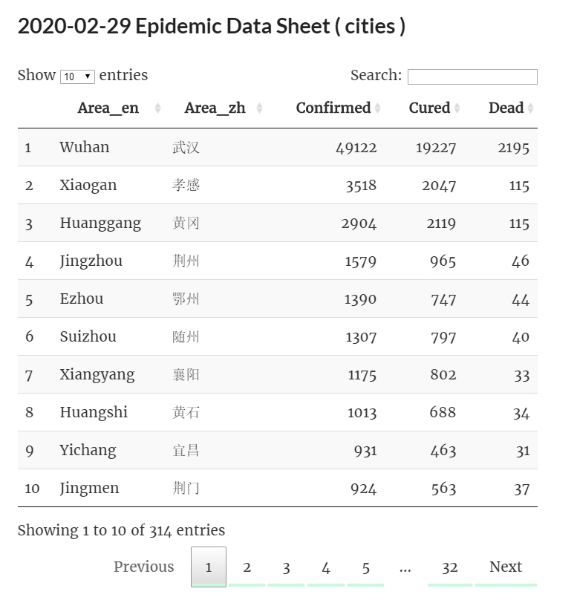 2020-02-29 Epidemic Data Sheet ( cities )
Show 10 entries Search:
Area_en Area_zh Confirmed Cured Dead
1 Wuhan 武汉 49122 19227 2195
2 Xiaogan 孝感 3518 2047 115
3 Huanggang 黄冈 2904 2119 115
4 Jingzhou 荆州 1579 965 46
5 Ezhou 鄂州 1390 747 44
6 Suizhou 随州 1307 797 40
7 Xiangyang 襄阳 1175 802 33
8 Huangshi 黄石 1013 688 34
9 Yichang 宜昌 931 463 31
10 Jingmen 荆门 924 563 37
Showing 1 to 10 of 314 entries
Previous 1 2 3 4 5 ... 32 Next